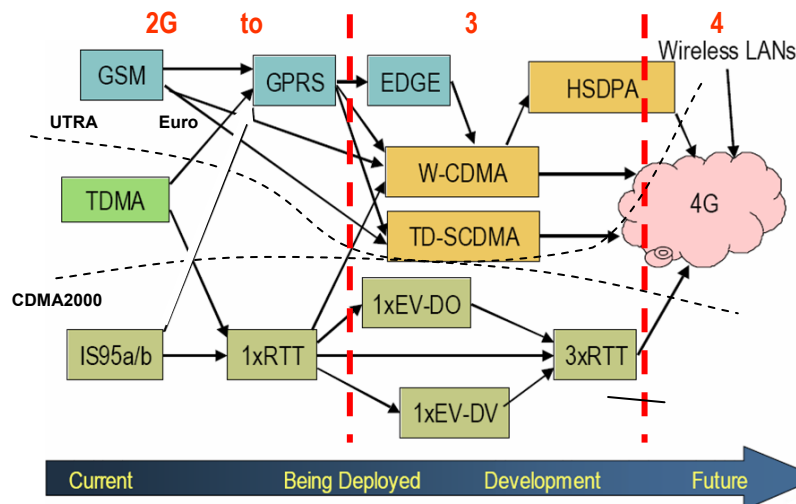 2G to 3 4
Wireless LANs
GSM
GPRS
EDGE
HSDPA
UTRA
Euro
W-CDMA
TDMA
4G
TD-SCDMA
CDMA2000
1xEV-DO
IS95a/b
1xRTT
3xRTT
1xEV-DV
Current
Being Deployed
Development
Future